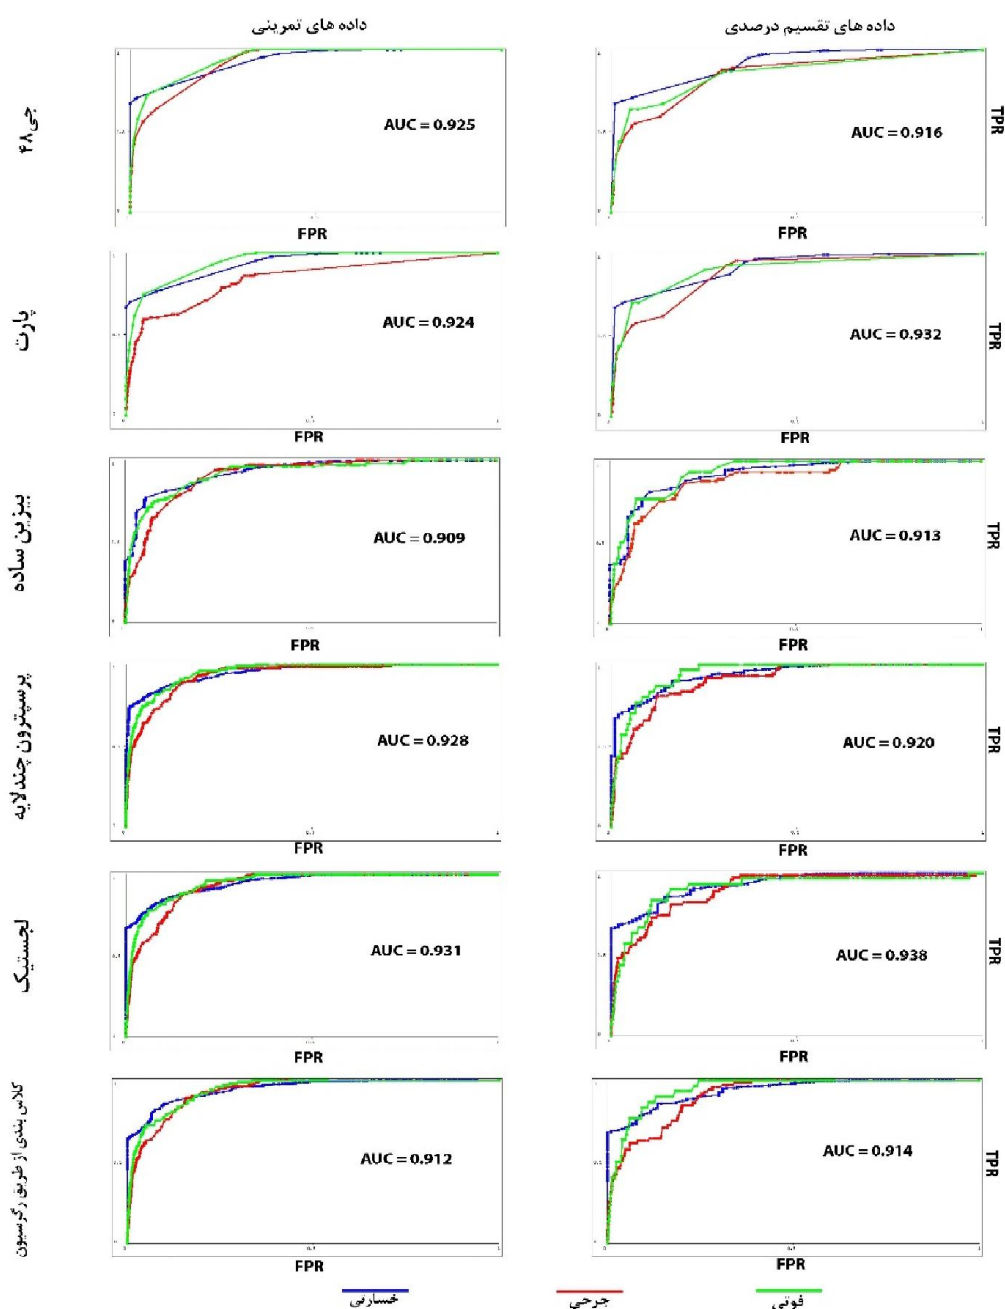 داده های تقسیم درصدی
داده های تمرینی
جی۴۸
AUC = 0.925
AUC = 0.916
TPR
FPR
FPR
پارت
AUC = 0.924
AUC = 0.932
TPR
FPR
FPR
بیزین ساده
AUC = 0.909
AUC = 0.913
TPR
FPR
FPR
پرسپترون چندلایه
AUC = 0.928
AUC = 0.920
TPR
FPR
FPR
لجستیک
AUC = 0.931
AUC = 0.938
TPR
FPR
FPR
کلاس بندی از طریق رگرسیون
AUC = 0.912
AUC = 0.914
TPR
FPR
FPR
فوتی
جرحی
خسارتی